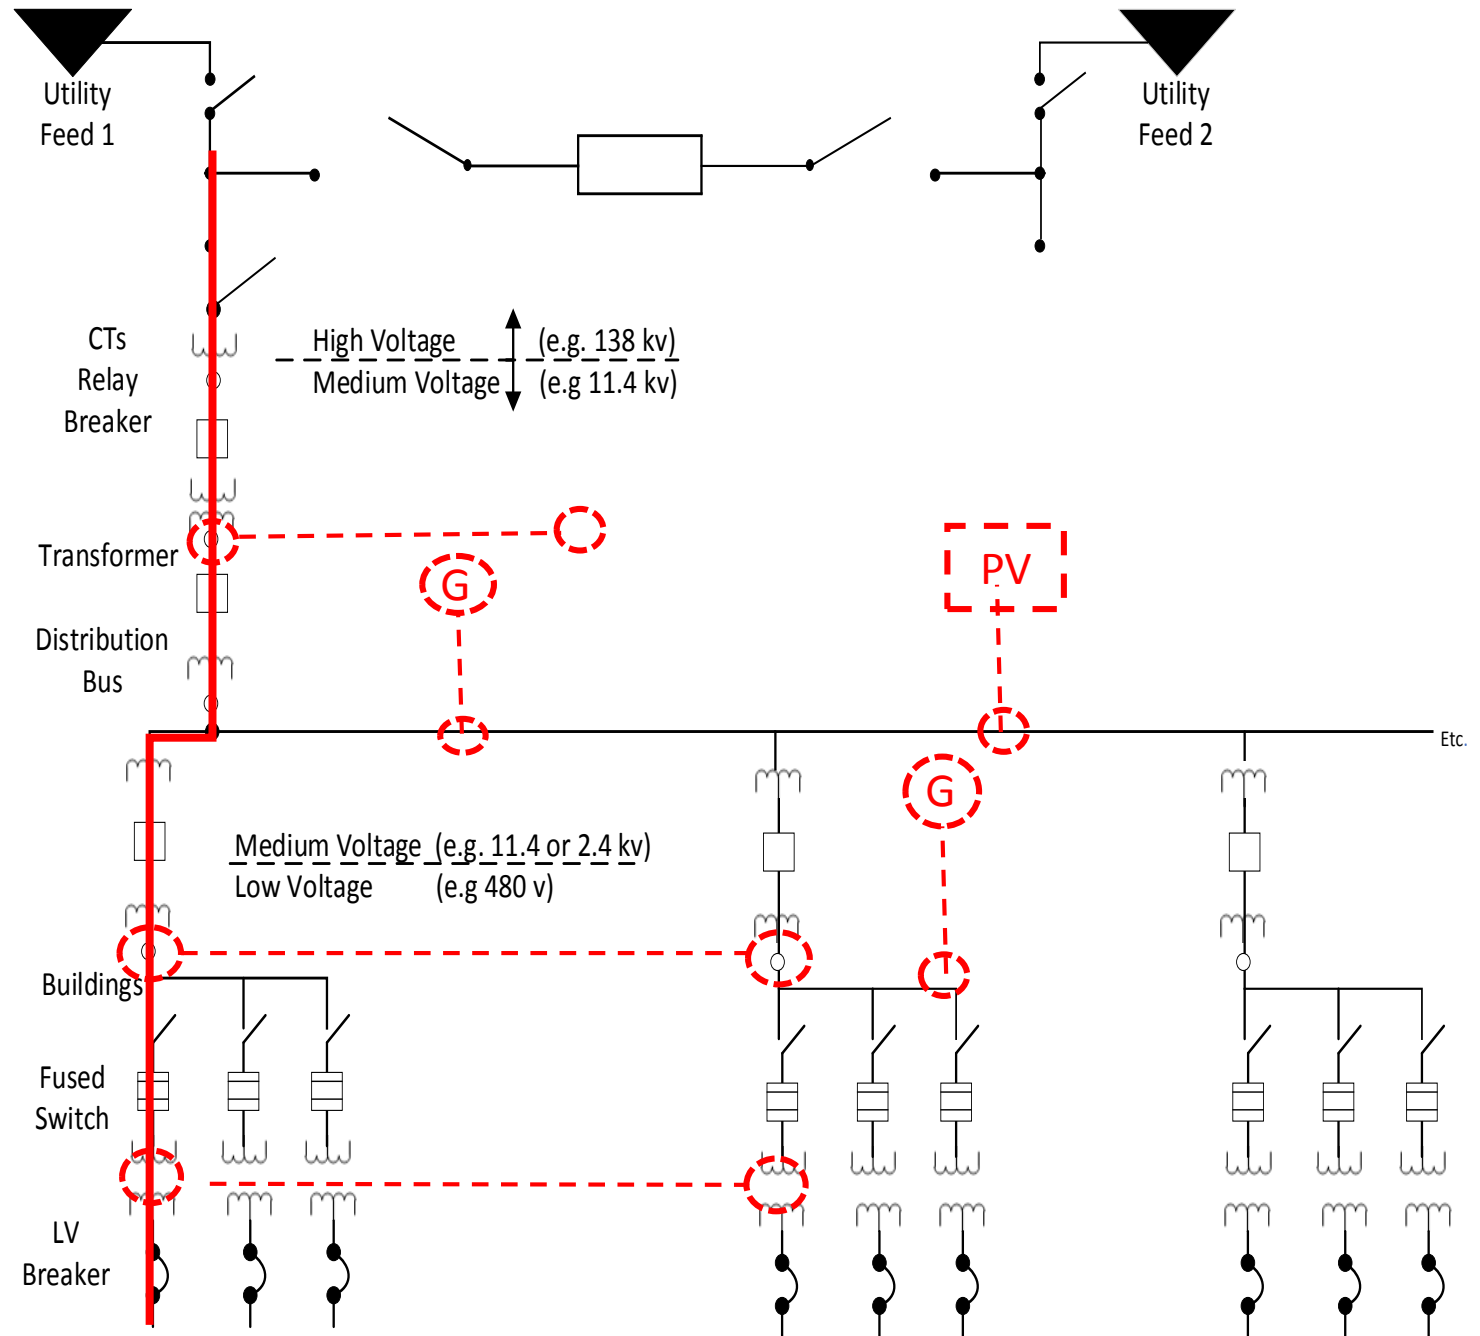 Utility
Feed 1
Utility
Feed 2
CTs
Relay
Breaker
High Voltage (e.g. 138 kv)
Medium Voltage (e.g 11.4 kv)
Transformer
G
PV
Distribution
Bus
Etc.
G
Medium Voltage (e.g. 11.4 or 2.4 kv)
Low Voltage (e.g 480 v)
Buildings
Fused
Switch
LV
Breaker